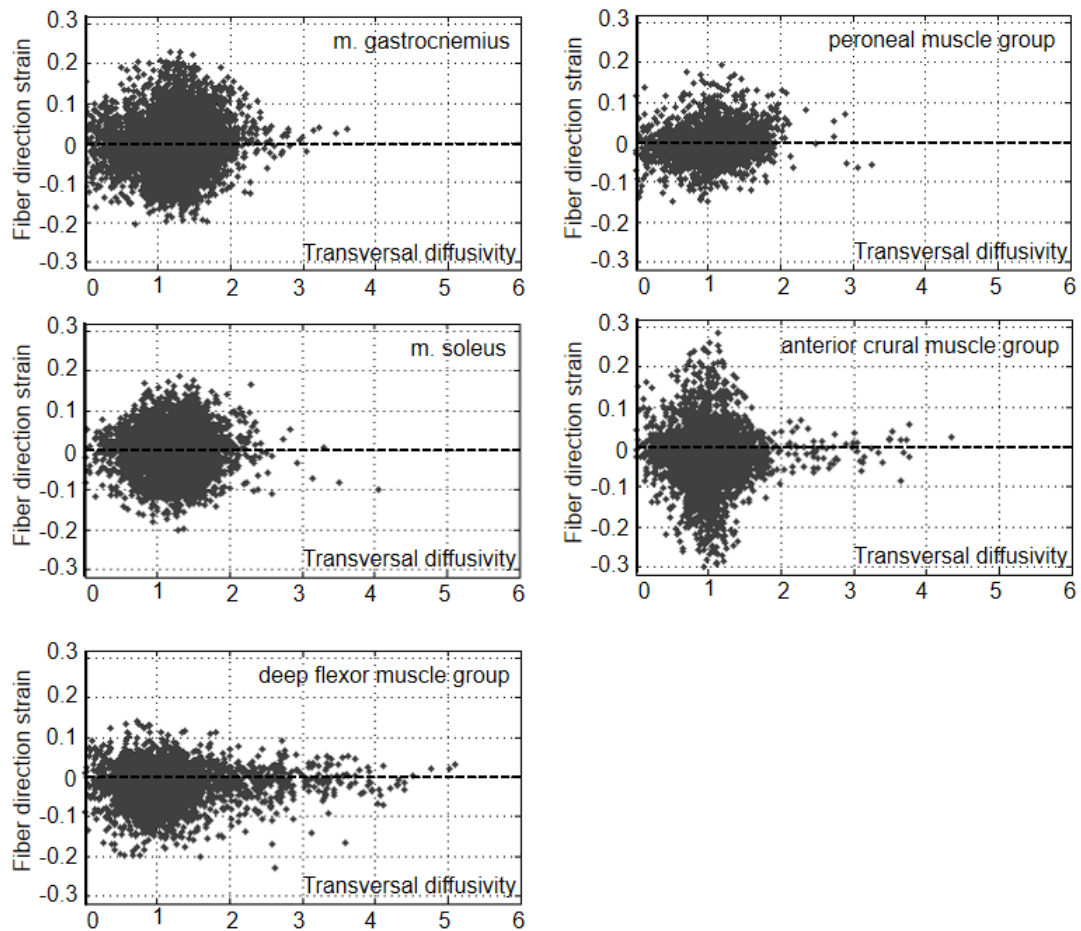 0.3
0.2
0.1
0
-0.1
0.2
-0.3
Fiber direction strain
m. gastrocnemius
Transversal diffusivity
0 1 2 3 4 5 6
0.3
0.2
0.1
0
-0.1
0.2
-0.3
Fiber direction strain
peroneal muscle group
Transversal diffusivity
0 1 2 3 4 5 6
0.3
0.2
0.1
0
-0.1
-0.2
-0.3
Fiber direction strain
m. soleus
Transversal diffusivity
0 1 2 3 4 5 6
0.3
0.2
0.1
0
-0.1
-0.2
-0.3
Fiber direction strain
anterior crural muscle group
Transversal diffusivity
0 1 2 3 4 5 6
0.3
0.2
0.1
0
-0.1
-0.2
-0.3
Fiber direction strain
deep flexor muscle group
Transversal diffusivity
0 1 2 3 4 5 6